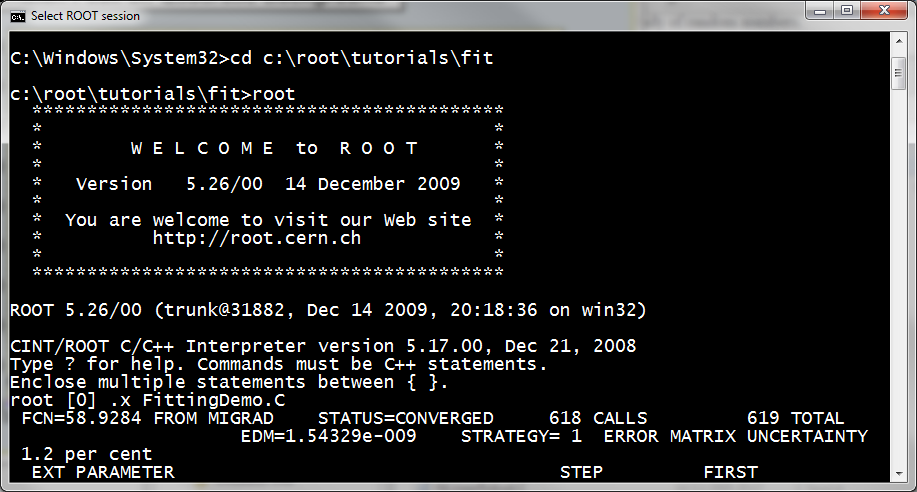 Select ROOT session
C:\Windows\System32>cd c:\root\tutorials\fit
c:\root\tutorials\fit>root
*******************************************
* *
* W E L C O M E to R O O T *
* *
* Version 5.26/00 14 December 2009 *
* *
* You are welcome to visit our Web site *
* http://root.cern.ch *
* *
*******************************************
ROOT 5.26/00 (trunk@31882, Dec 14 2009, 20:18:36 on win32)
CINT/ROOT C/C++ Interpreter version 5.17.00, Dec 21, 2008
Type ? for help. Commands must be C++ statements.
Enclose multiple statements between { }.
root [0] .x FittingDemo.C
FCN=58.9284 FROM MIGRAD STATUS=CONVERGED 618 CALLS 619 TOTAL
EDM=1.54329e-009 STRATEGY= 1 ERROR MATRIX UNCERTAINTY
1.2 per cent
EXT PARAMETER STEP FIRST